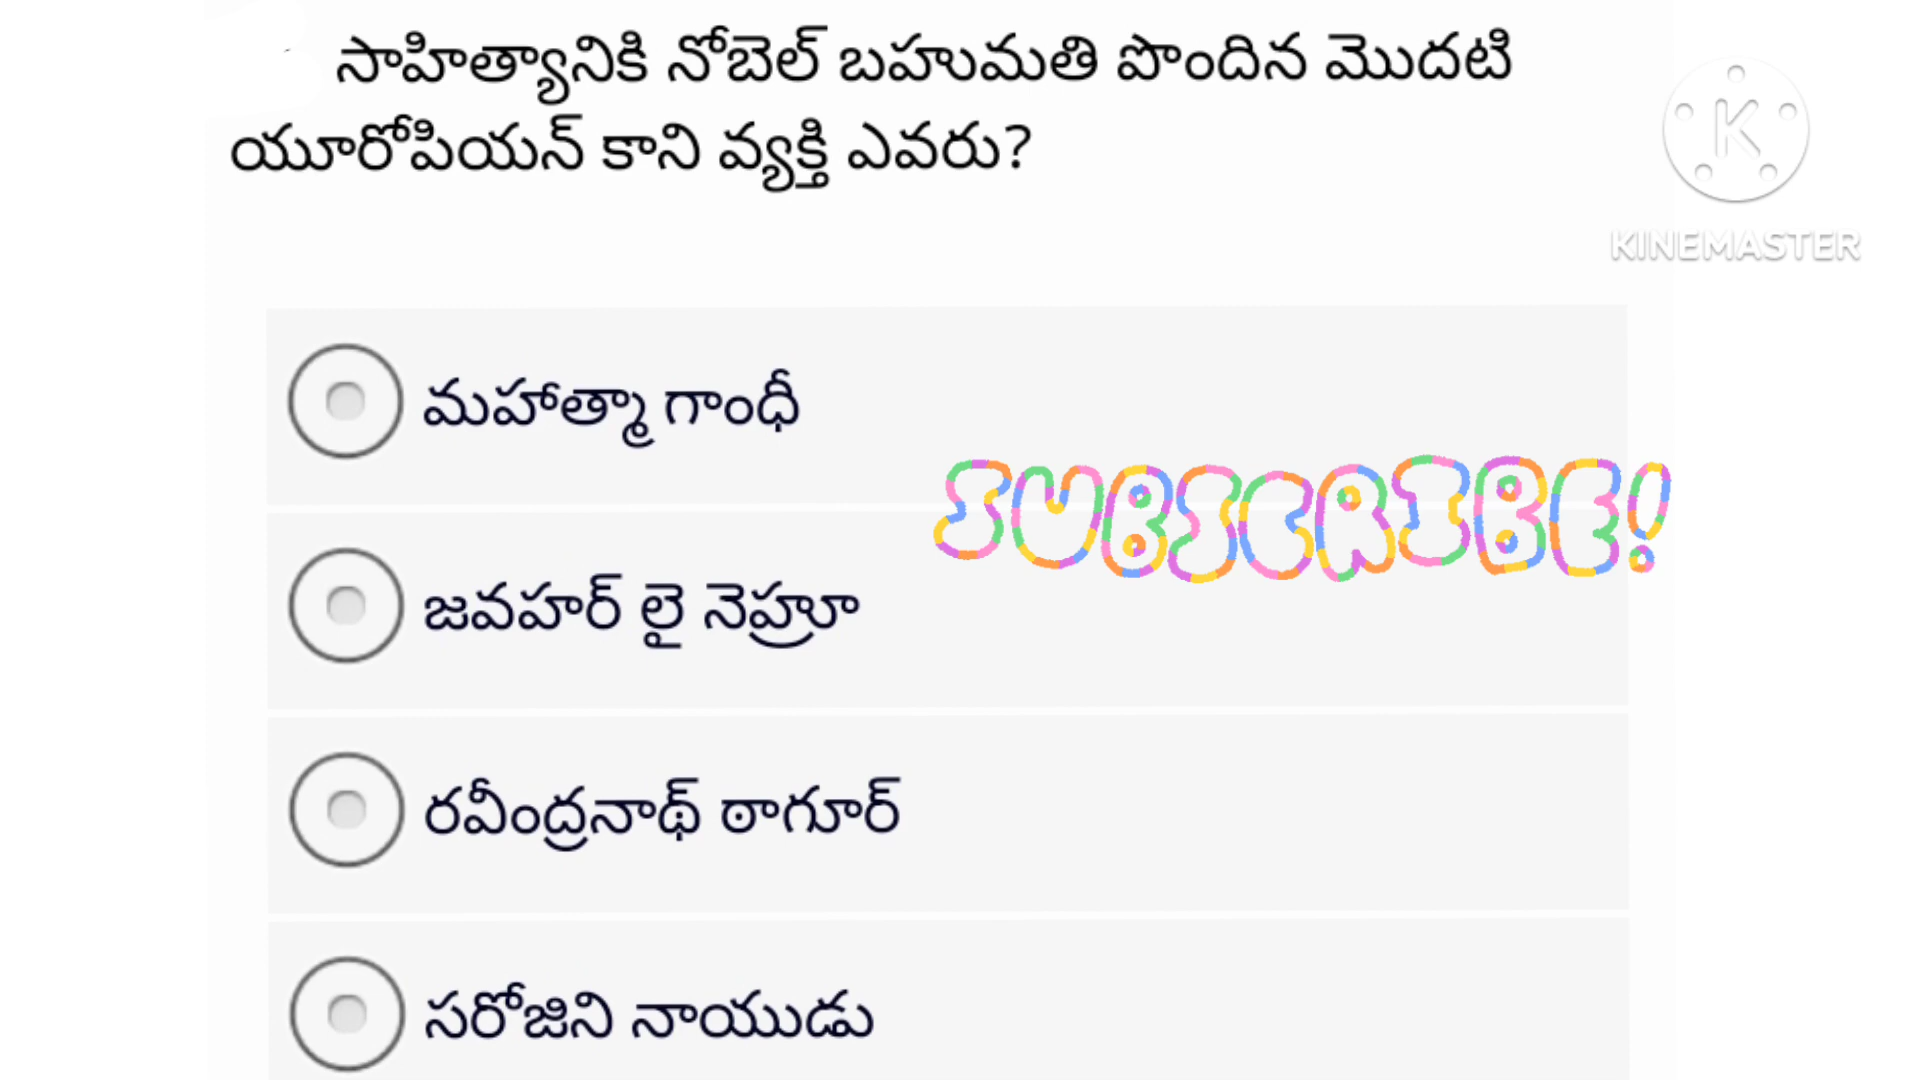 సాహిత్యానికి నోబెల్ బహుమతి పొందిన మొదటి
యూరోపియన్ కాని వ్యక్తి ఎవరు?
K
KINEMASTER
మహాత్మా గాంధీ
SUBSCRIBE!
జవహర్ లై నెహ్రూ
రవీంద్రనాథ్ ఠాగూర్
సరోజిని నాయుడు